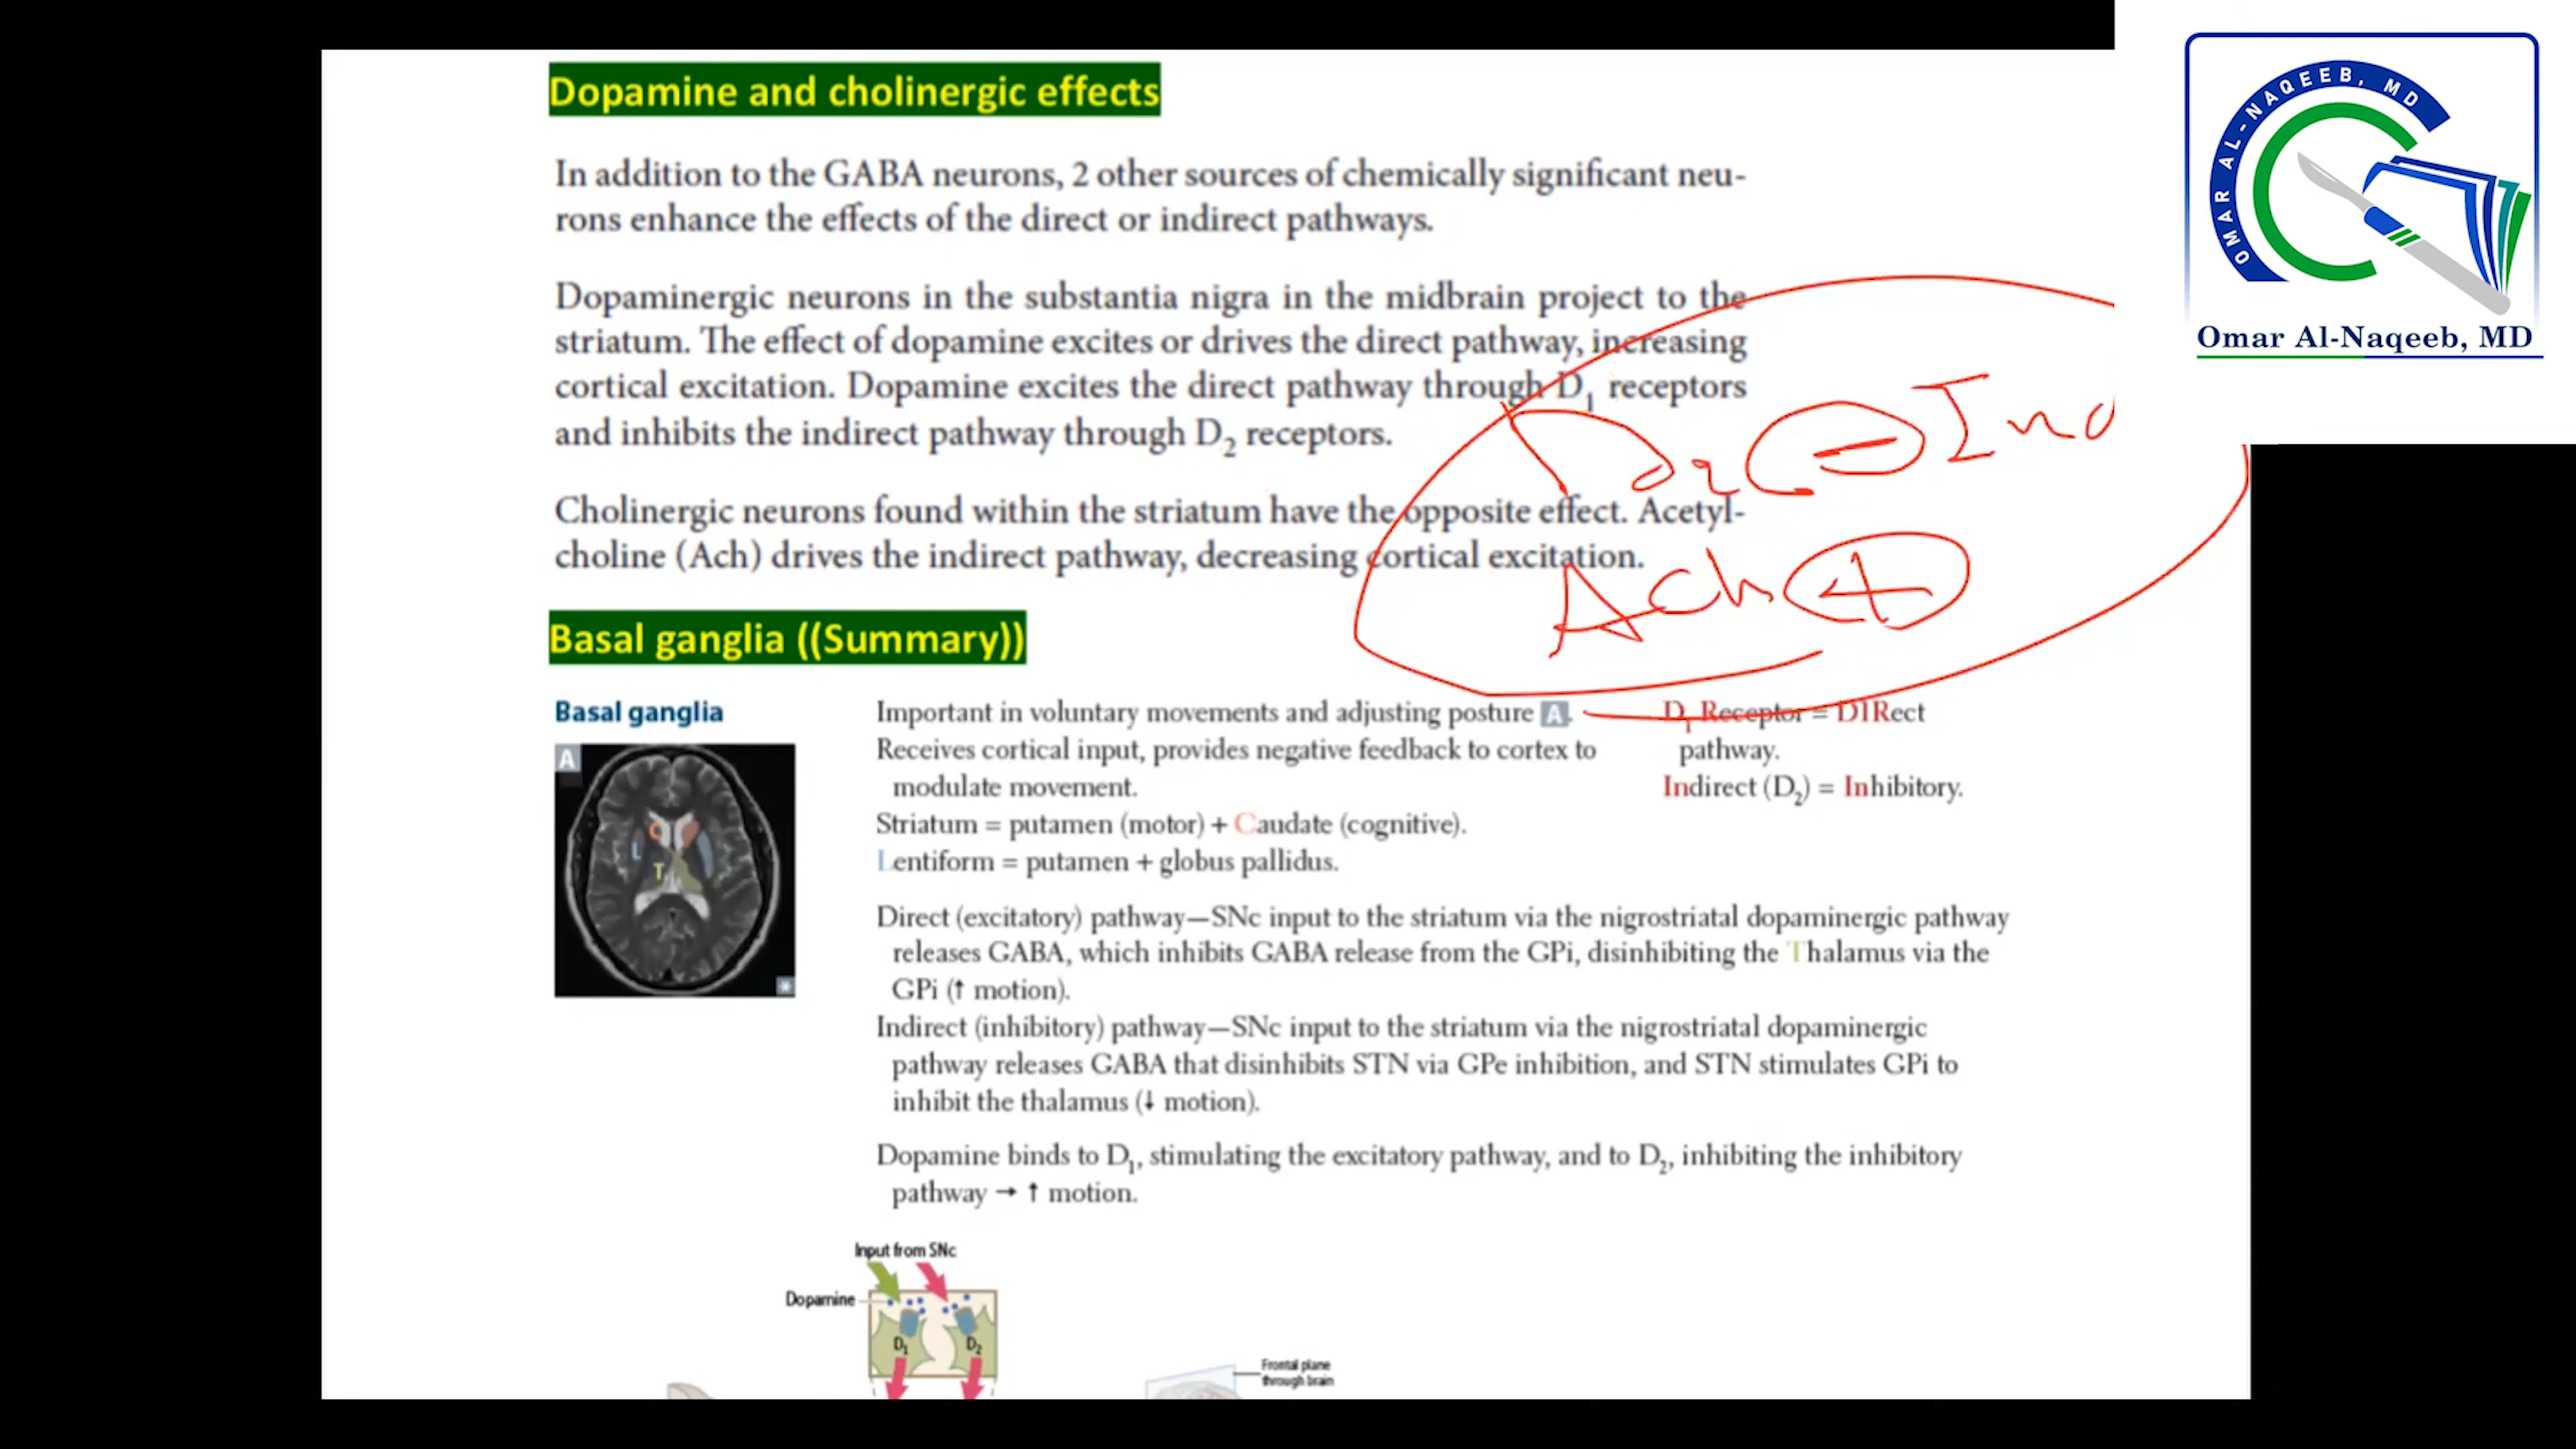 Dopamine and cholinergic effects
In addition to the GABA neurons, 2 other sources of chemically significant neu-
rons enhance the effects of the direct or indirect pathways.
Dopaminergic neurons in the substantia nigra in the midbrain project to the
striatum. The effect of dopamine excites or drives the direct pathway, increasing
cortical excitation. Dopamine excites the direct pathway through D₁ receptors
and inhibits the indirect pathway through D₂ receptors.
Cholinergic neurons found within the striatum have the opposite effect. Acetyl-
choline (Ach) drives the indirect pathway, decreasing cortical excitation.
D₂ - Ind
Ach +
OMAR AL-NAQEEB, MD
Omar Al-Naqeeb, MD
Basal ganglia ((Summary))
Basal ganglia
A
C
L
T
Important in voluntary movements and adjusting posture A.
Receives cortical input, provides negative feedback to cortex to
modulate movement.
Striatum = putamen (motor) + Caudate (cognitive).
Lentiform = putamen + globus pallidus.
D₁ Receptor = D1Rect
pathway.
Indirect (D₂) = Inhibitory.
Direct (excitatory) pathway—SNc input to the striatum via the nigrostriatal dopaminergic pathway
releases GABA, which inhibits GABA release from the GPi, disinhibiting the Thalamus via the
GPi (↑ motion).
Indirect (inhibitory) pathway—SNc input to the striatum via the nigrostriatal dopaminergic
pathway releases GABA that disinhibits STN via GPe inhibition, and STN stimulates GPi to
inhibit the thalamus (↓ motion).
Dopamine binds to D₁, stimulating the excitatory pathway, and to D₂, inhibiting the inhibitory
pathway → ↑ motion.
Input from SNc
Dopamine
D₁ D₂
Frontal plane
through brain